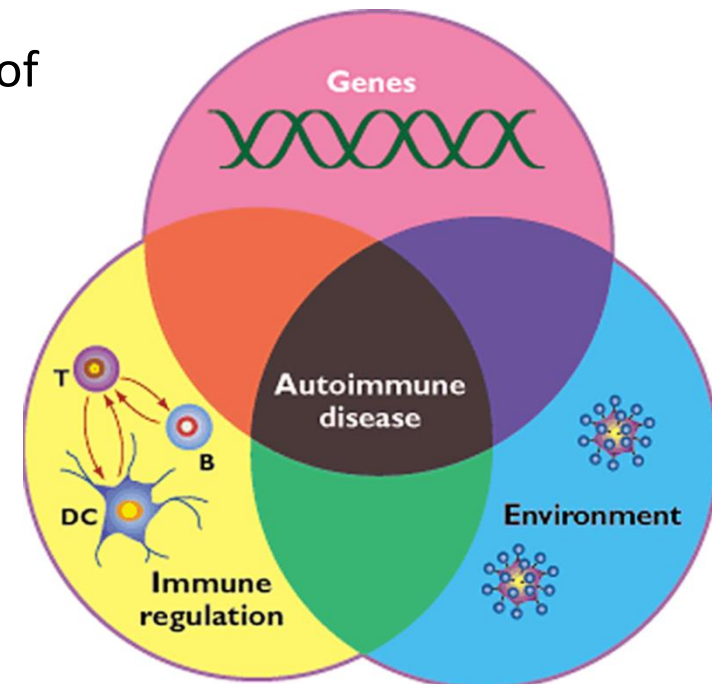 of
Genes
T
B
DC
Autoimmune
disease
Environment
Immune
regulation